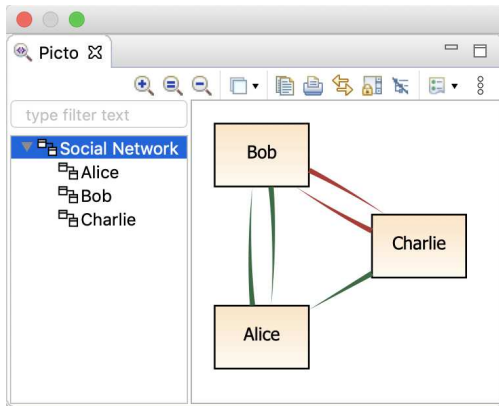 Picto
type filter text
Social Network
Alice
Bob
Charlie
Bob
Charlie
Alice